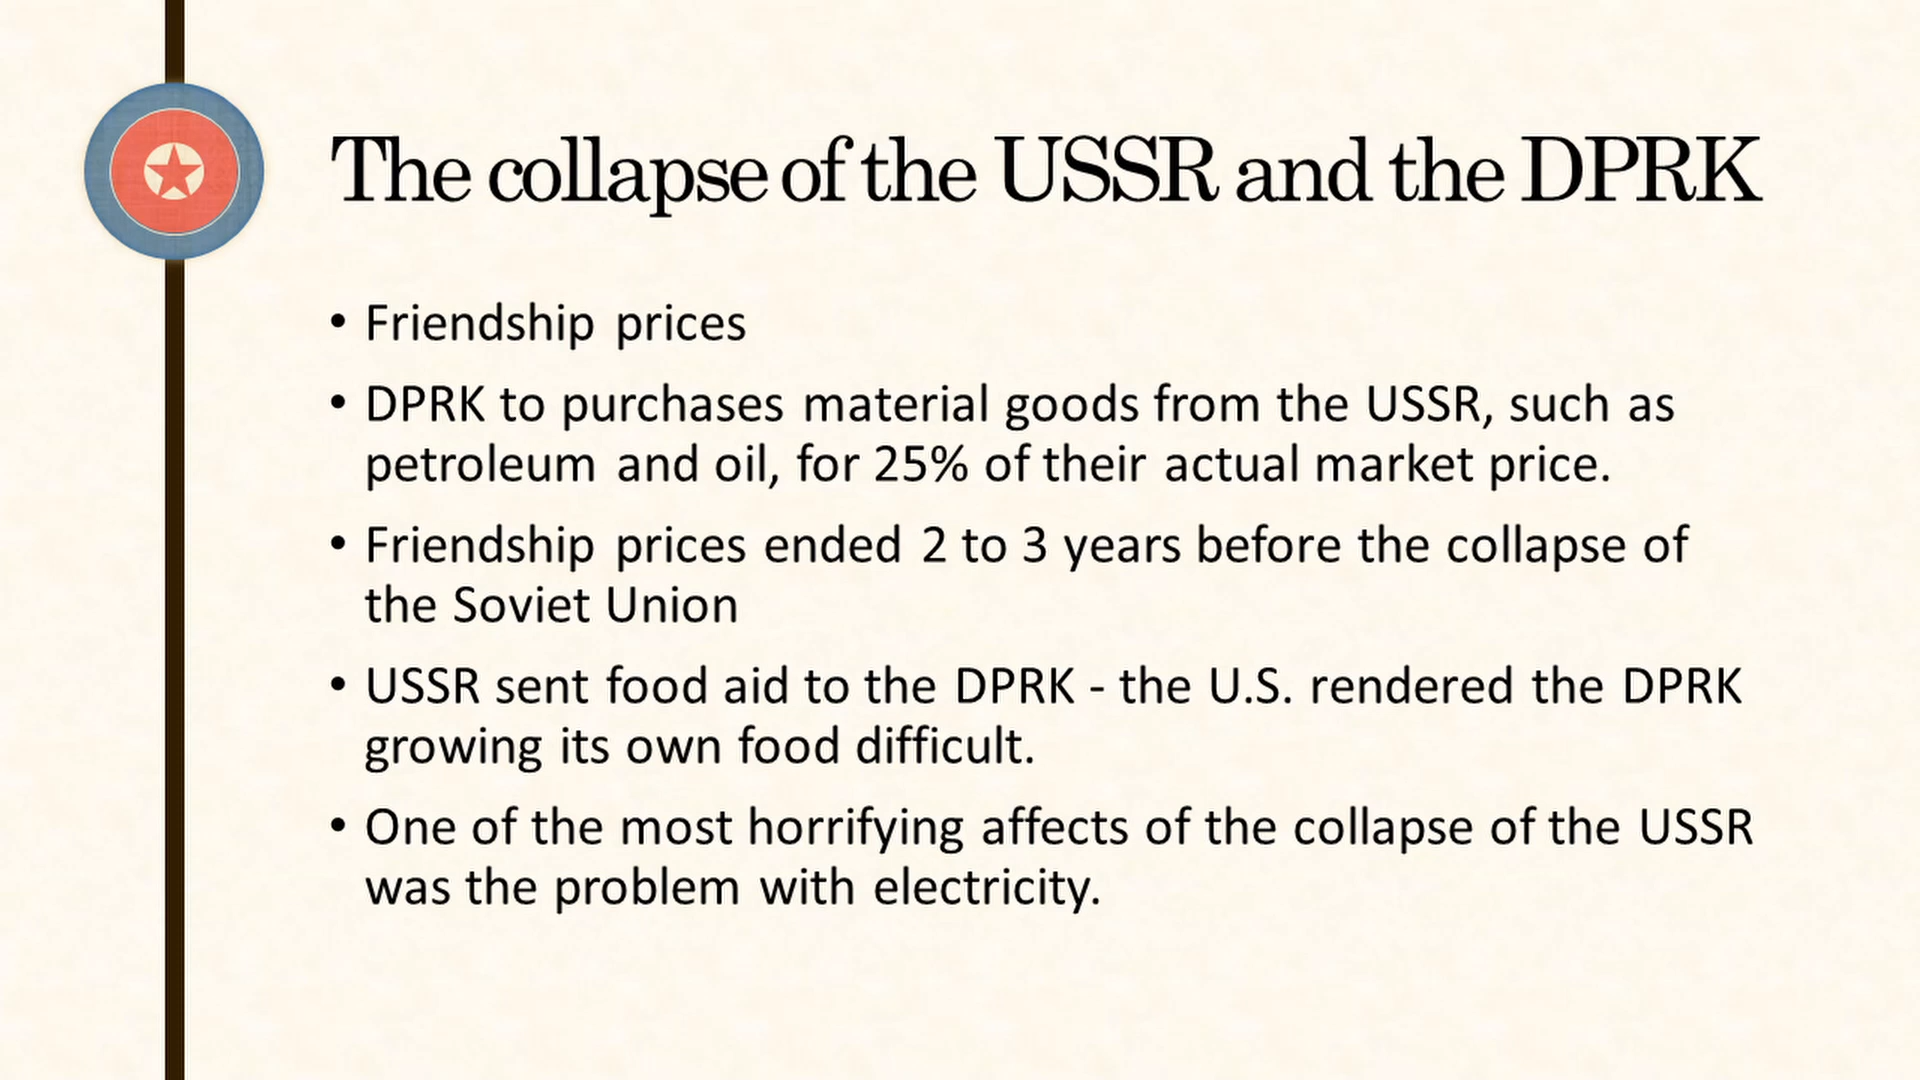 The collapse of the USSR and the DPRK
• Friendship prices
• DPRK to purchases material goods from the USSR, such as
petroleum and oil, for 25% of their actual market price.
• Friendship prices ended 2 to 3 years before the collapse of
the Soviet Union
• USSR sent food aid to the DPRK - the U.S. rendered the DPRK
growing its own food difficult.
• One of the most horrifying affects of the collapse of the USSR
was the problem with electricity.